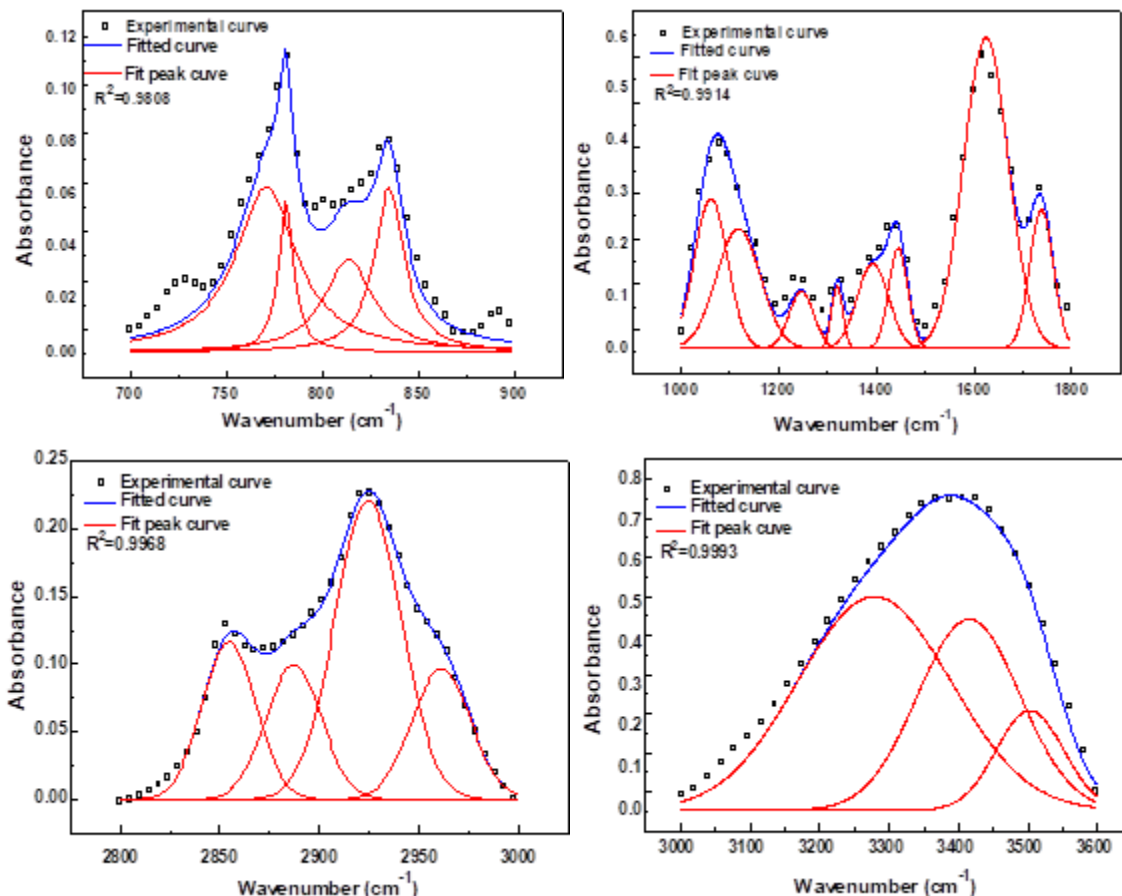 Experimental curve
Fitted curve
Fit peak cuve
R²=0.9808
0.12
0.10
0.08
0.06
0.04
0.02
0.00
Absorbance
700 750 800 850 900
Wavenumber (cm⁻¹)
Experimental curve
Fitted curve
Fit peak cuve
R²=0.9914
0.6
0.5
0.4
0.3
0.2
0.1
0.0
Absorbance
1000 1200 1400 1600 1800
Wavenumber (cm⁻¹)
Experimental curve
Fitted curve
Fit peak curve
R²=0.9968
0.25
0.20
0.15
0.10
0.05
0.00
Absorbance
2800 2850 2900 2950 3000
Wavenumber (cm⁻¹)
Experimental curve
Fitted curve
Fit peak cuve
R²=0.9993
0.8
0.7
0.6
0.5
0.4
0.3
0.2
0.1
0.0
Absorbance
3000 3100 3200 3300 3400 3500 3600
Wavenumber (cm⁻¹)